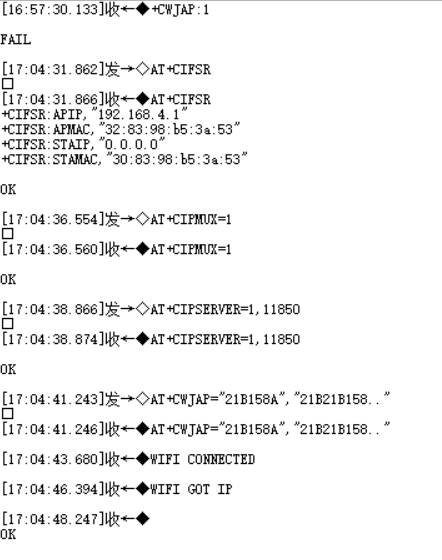 [16:57:30.133]收←◆+CWJAP:1
FAIL
[17:04:31.862]发→◇AT+CIFSR
□
[17:04:31.866]收←◆AT+CIFSR
+CIFSR:APIP,"192.168.4.1"
+CIFSR:APMAC,"32:83:98:b5:3a:53"
+CIFSR:STAIP,"0.0.0.0"
+CIFSR:STAMAC,"30:83:98:b5:3a:53"
OK
[17:04:36.554]发→◇AT+CIPMUX=1
□
[17:04:36.560]收←◆AT+CIPMUX=1
OK
[17:04:38.866]发→◇AT+CIPSERVER=1,11850
□
[17:04:38.874]收←◆AT+CIPSERVER=1,11850
OK
[17:04:41.243]发→◇AT+CWJAP="21B158A","21B21B158.."
□
[17:04:41.246]收←◆AT+CWJAP="21B158A","21B21B158.."
[17:04:43.680]收←◆WIFI CONNECTED
[17:04:46.394]收←◆WIFI GOT IP
[17:04:48.247]收←◆
OK